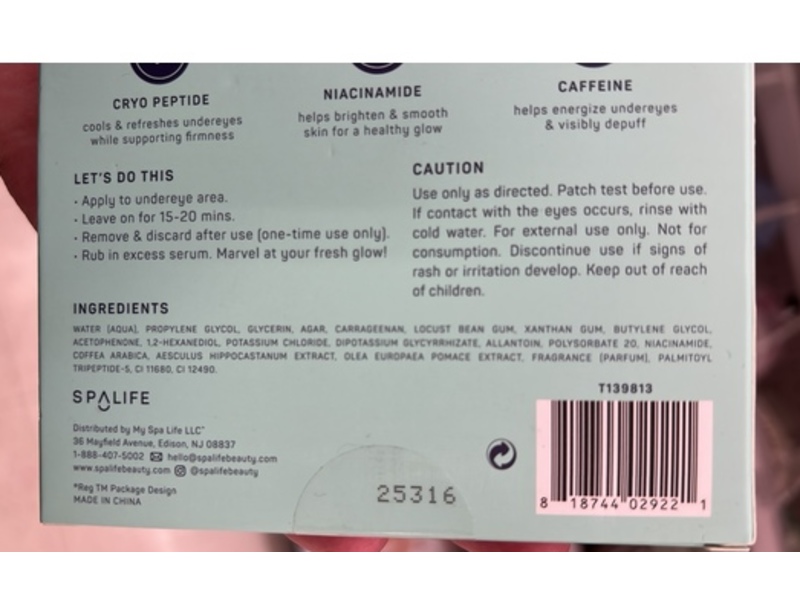 CRYO PEPTIDE
cools & refreshes undereyes
while supporting firmness
NIACINAMIDE
helps brighten & smooth
skin for a healthy glow
CAFFEINE
helps energize undereyes
& visibly depuff
LET'S DO THIS
• Apply to undereye area.
• Leave on for 15-20 mins.
• Remove & discard after use (one-time use only).
• Rub in excess serum. Marvel at your fresh glow!
CAUTION
Use only as directed. Patch test before use.
If contact with the eyes occurs, rinse with
cold water. For external use only. Not for
consumption. Discontinue use if signs of
rash or irritation develop. Keep out of reach
of children.
INGREDIENTS
WATER (AQUA), PROPYLENE GLYCOL, GLYCERIN, AGAR, CARRAGEENAN, LOCUST BEAN GUM, XANTHAN GUM, BUTYLENE GLYCOL,
ACETOPHENONE, 1,2-HEXANEDIOL, POTASSIUM CHLORIDE, DIPOTASSIUM GLYCYRRHIZATE, ALLANTOIN, POLYSORBATE 20, NIACINAMIDE,
COFFEA ARABICA, AESCULUS HIPPOCASTANUM EXTRACT, OLEA EUROPAEA POMACE EXTRACT, FRAGRANCE (PARFUM), PALMITOYL
TRIPEPTIDE-5, CI 11680, CI 12490.
SPALIFE
Distributed by My Spa Life LLC™
36 Mayfield Avenue, Edison, NJ 08837
1-888-407-5002 hello@spalifebeauty.com
www.spalifebeauty.com @spalifebeauty
*Reg TM Package Design
MADE IN CHINA
25316
T139813
8 18744 02922 1